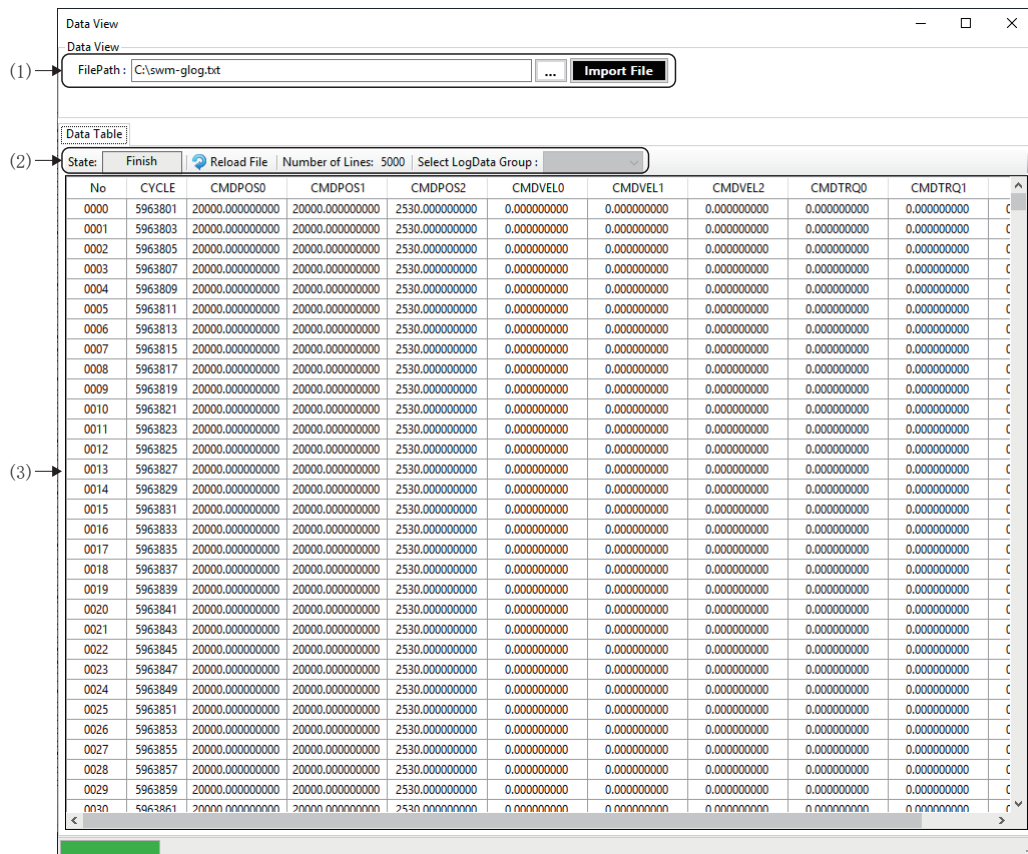 Data View
Data View
(1) FilePath : C:\swm-glog.txt ... Import File
Data Table
(2) State: Finish Reload File Number of Lines: 5000 Select LogData Group :
No CYCLE CMDPOS0 CMDPOS1 CMDPOS2 CMDVEL0 CMDVEL1 CMDVEL2 CMDTRQ0 CMDTRQ1
0000 5963801 20000.000000000 20000.000000000 2530.000000000 0.000000000 0.000000000 0.000000000 0.000000000 0.000000000
0001 5963803 20000.000000000 20000.000000000 2530.000000000 0.000000000 0.000000000 0.000000000 0.000000000 0.000000000
0002 5963805 20000.000000000 20000.000000000 2530.000000000 0.000000000 0.000000000 0.000000000 0.000000000 0.000000000
0003 5963807 20000.000000000 20000.000000000 2530.000000000 0.000000000 0.000000000 0.000000000 0.000000000 0.000000000
0004 5963809 20000.000000000 20000.000000000 2530.000000000 0.000000000 0.000000000 0.000000000 0.000000000 0.000000000
0005 5963811 20000.000000000 20000.000000000 2530.000000000 0.000000000 0.000000000 0.000000000 0.000000000 0.000000000
0006 5963813 20000.000000000 20000.000000000 2530.000000000 0.000000000 0.000000000 0.000000000 0.000000000 0.000000000
0007 5963815 20000.000000000 20000.000000000 2530.000000000 0.000000000 0.000000000 0.000000000 0.000000000 0.000000000
0008 5963817 20000.000000000 20000.000000000 2530.000000000 0.000000000 0.000000000 0.000000000 0.000000000 0.000000000
0009 5963819 20000.000000000 20000.000000000 2530.000000000 0.000000000 0.000000000 0.000000000 0.000000000 0.000000000
0010 5963821 20000.000000000 20000.000000000 2530.000000000 0.000000000 0.000000000 0.000000000 0.000000000 0.000000000
0011 5963823 20000.000000000 20000.000000000 2530.000000000 0.000000000 0.000000000 0.000000000 0.000000000 0.000000000
0012 5963825 20000.000000000 20000.000000000 2530.000000000 0.000000000 0.000000000 0.000000000 0.000000000 0.000000000
(3) 0013 5963827 20000.000000000 20000.000000000 2530.000000000 0.000000000 0.000000000 0.000000000 0.000000000 0.000000000
0014 5963829 20000.000000000 20000.000000000 2530.000000000 0.000000000 0.000000000 0.000000000 0.000000000 0.000000000
0015 5963831 20000.000000000 20000.000000000 2530.000000000 0.000000000 0.000000000 0.000000000 0.000000000 0.000000000
0016 5963833 20000.000000000 20000.000000000 2530.000000000 0.000000000 0.000000000 0.000000000 0.000000000 0.000000000
0017 5963835 20000.000000000 20000.000000000 2530.000000000 0.000000000 0.000000000 0.000000000 0.000000000 0.000000000
0018 5963837 20000.000000000 20000.000000000 2530.000000000 0.000000000 0.000000000 0.000000000 0.000000000 0.000000000
0019 5963839 20000.000000000 20000.000000000 2530.000000000 0.000000000 0.000000000 0.000000000 0.000000000 0.000000000
0020 5963841 20000.000000000 20000.000000000 2530.000000000 0.000000000 0.000000000 0.000000000 0.000000000 0.000000000
0021 5963843 20000.000000000 20000.000000000 2530.000000000 0.000000000 0.000000000 0.000000000 0.000000000 0.000000000
0022 5963845 20000.000000000 20000.000000000 2530.000000000 0.000000000 0.000000000 0.000000000 0.000000000 0.000000000
0023 5963847 20000.000000000 20000.000000000 2530.000000000 0.000000000 0.000000000 0.000000000 0.000000000 0.000000000
0024 5963849 20000.000000000 20000.000000000 2530.000000000 0.000000000 0.000000000 0.000000000 0.000000000 0.000000000
0025 5963851 20000.000000000 20000.000000000 2530.000000000 0.000000000 0.000000000 0.000000000 0.000000000 0.000000000
0026 5963853 20000.000000000 20000.000000000 2530.000000000 0.000000000 0.000000000 0.000000000 0.000000000 0.000000000
0027 5963855 20000.000000000 20000.000000000 2530.000000000 0.000000000 0.000000000 0.000000000 0.000000000 0.000000000
0028 5963857 20000.000000000 20000.000000000 2530.000000000 0.000000000 0.000000000 0.000000000 0.000000000 0.000000000
0029 5963859 20000.000000000 20000.000000000 2530.000000000 0.000000000 0.000000000 0.000000000 0.000000000 0.000000000
0030 5963861 20000.000000000 20000.000000000 2530.000000000 0.000000000 0.000000000 0.000000000 0.000000000 0.000000000